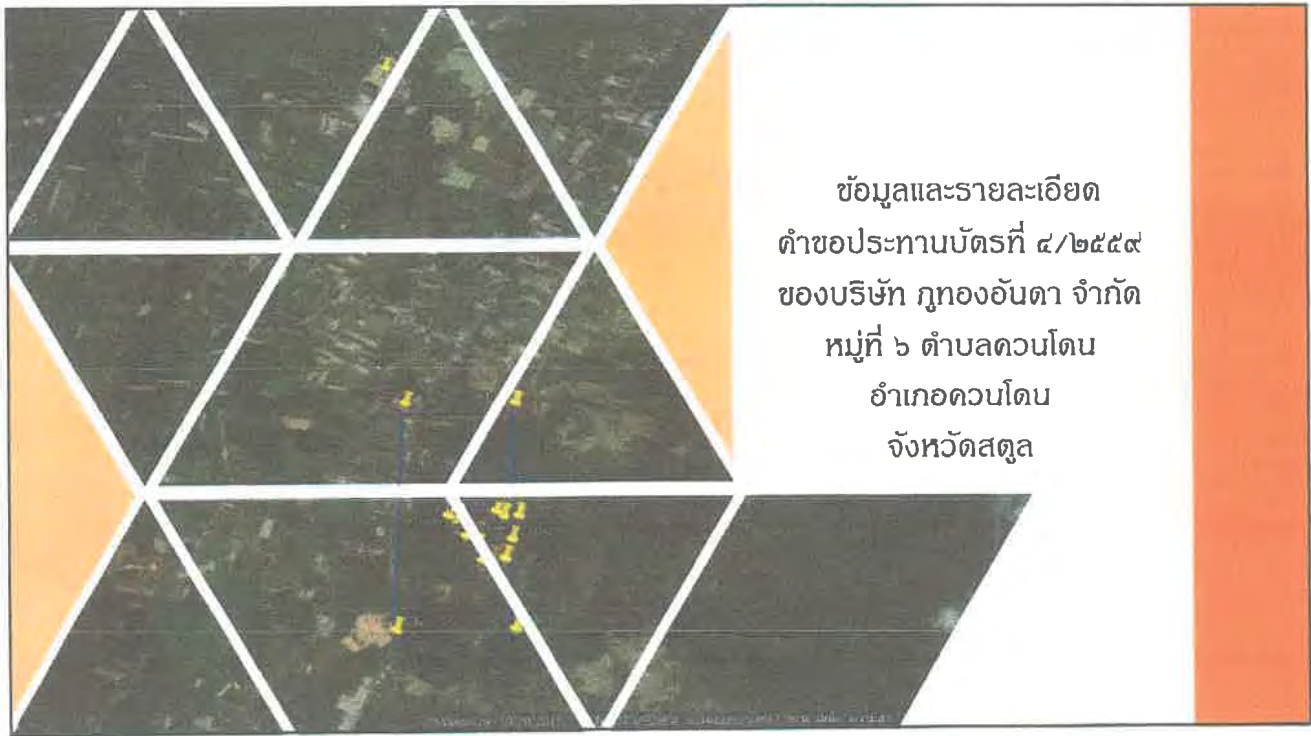 ข้อมูลและรายละเอียด
คำขอประทานบัตรที่ ๔/๒๕๕๙
ของบริษัท ภูทองอันดา จำกัด
หมู่ที่ ๖ ตำบลควนโดน
อำเภอควนโดน
จังหวัดสตูล